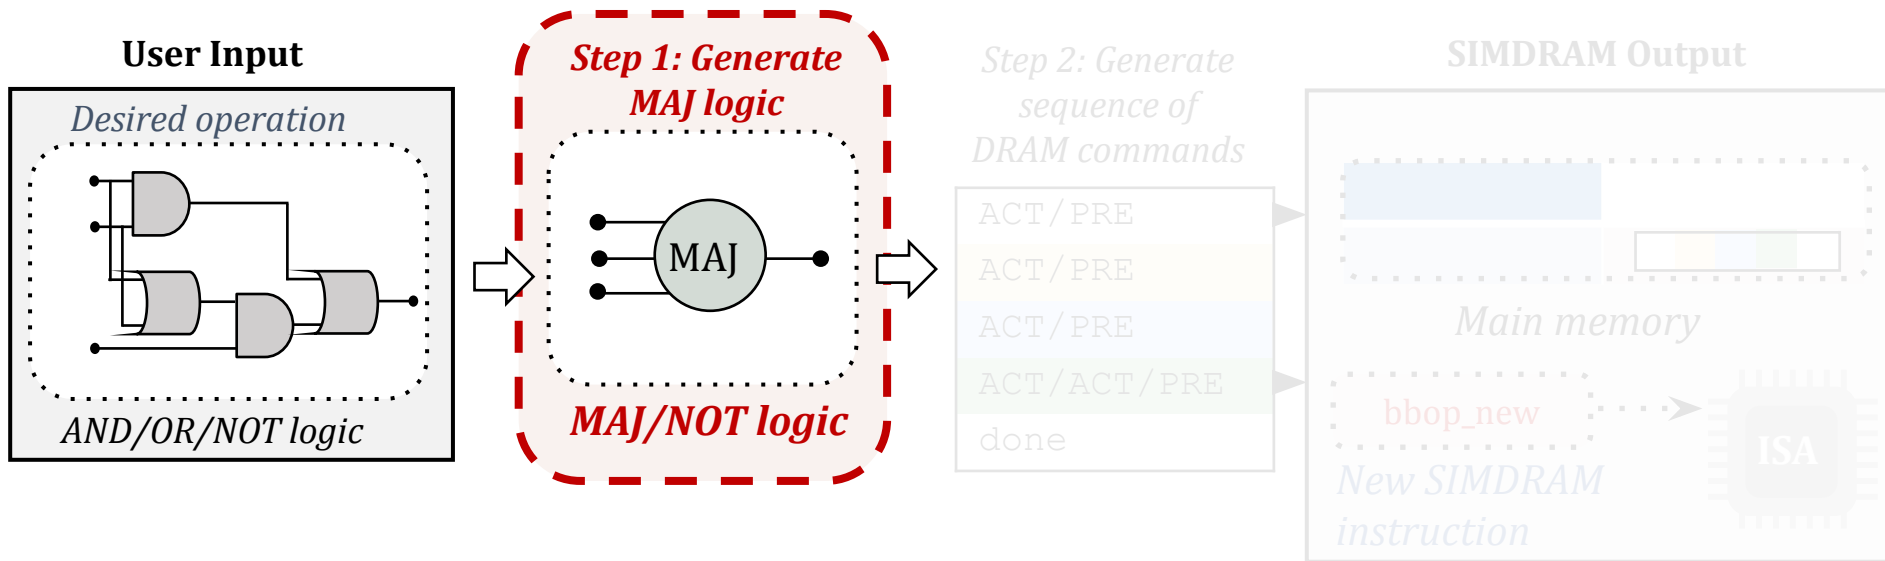 User Input
Desired operation
AND/OR/NOT logic
Step 1: Generate
MAJ logic
MAJ
MAJ/NOT logic
Step 2: Generate
sequence of
DRAM commands
ACT/PRE
ACT/PRE
ACT/PRE
ACT/ACT/PRE
done
SIMDRAM Output
Main memory
bbop_new
ISA
New SIMDRAM
instruction